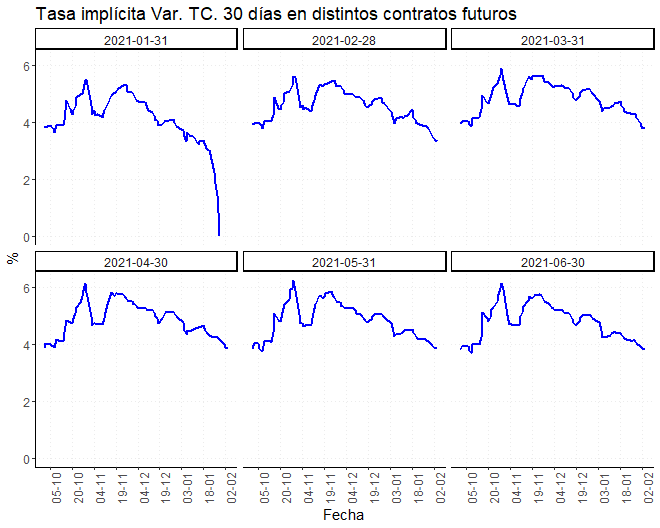 Tasa implícita Var. TC. 30 días en distintos contratos futuros
2021-01-31 2021-02-28 2021-03-31
6
4
2
0
%
2021-04-30 2021-05-31 2021-06-30
6
4
2
0
05-10 20-10 04-11 19-11 04-12 19-12 03-01 18-01 02-02 05-10 20-10 04-11 19-11 04-12 19-12 03-01 18-01 02-02 05-10 20-10 04-11 19-11 04-12 19-12 03-01 18-01 02-02
Fecha